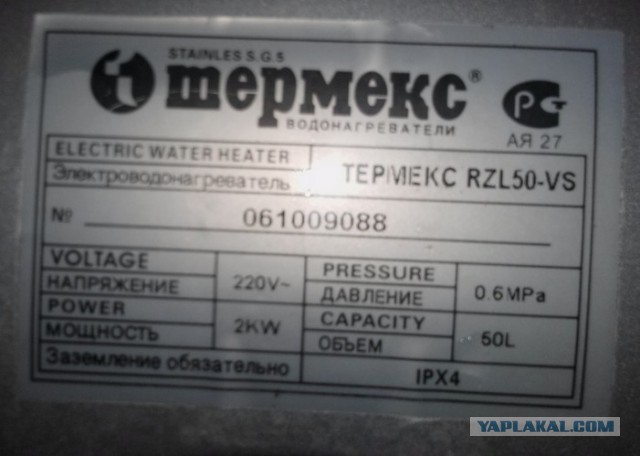 STAINLES S.G.S
термекс®
ВОДОНАГРЕВАТЕЛИ
РСТ
АЯ 27
ELECTRIC WATER HEATER
Электроводонагреватель
ТЕРМЕКС RZL50-VS
№ 061009088
VOLTAGE
НАПРЯЖЕНИЕ
220V~
PRESSURE
ДАВЛЕНИЕ
0.6MPa
POWER
МОЩНОСТЬ
2KW
CAPACITY
ОБЪЕМ
50L
Заземление обязательно
IPX4
YAPLAKAL.COM